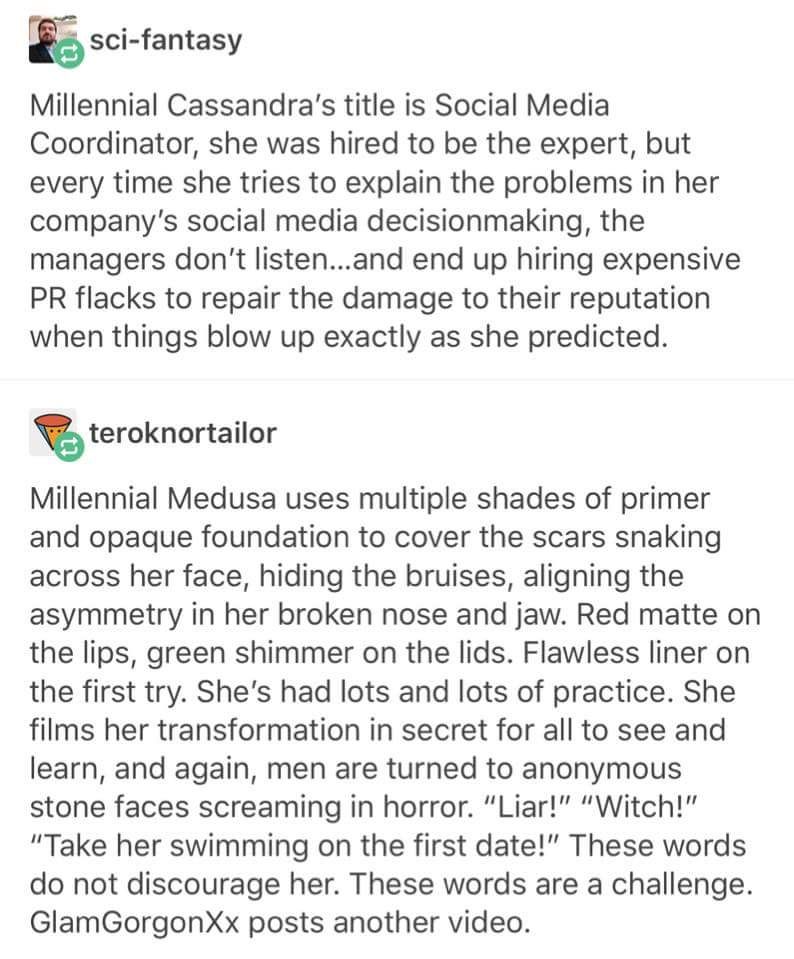 sci-fantasy
Millennial Cassandra’s title is Social Media
Coordinator, she was hired to be the expert, but
every time she tries to explain the problems in her
company’s social media decisionmaking, the
managers don’t listen...and end up hiring expensive
PR flacks to repair the damage to their reputation
when things blow up exactly as she predicted.
teroknortailor
Millennial Medusa uses multiple shades of primer
and opaque foundation to cover the scars snaking
across her face, hiding the bruises, aligning the
asymmetry in her broken nose and jaw. Red matte on
the lips, green shimmer on the lids. Flawless liner on
the first try. She’s had lots and lots of practice. She
films her transformation in secret for all to see and
learn, and again, men are turned to anonymous
stone faces screaming in horror. “Liar!” “Witch!”
“Take her swimming on the first date!” These words
do not discourage her. These words are a challenge.
GlamGorgonXx posts another video.